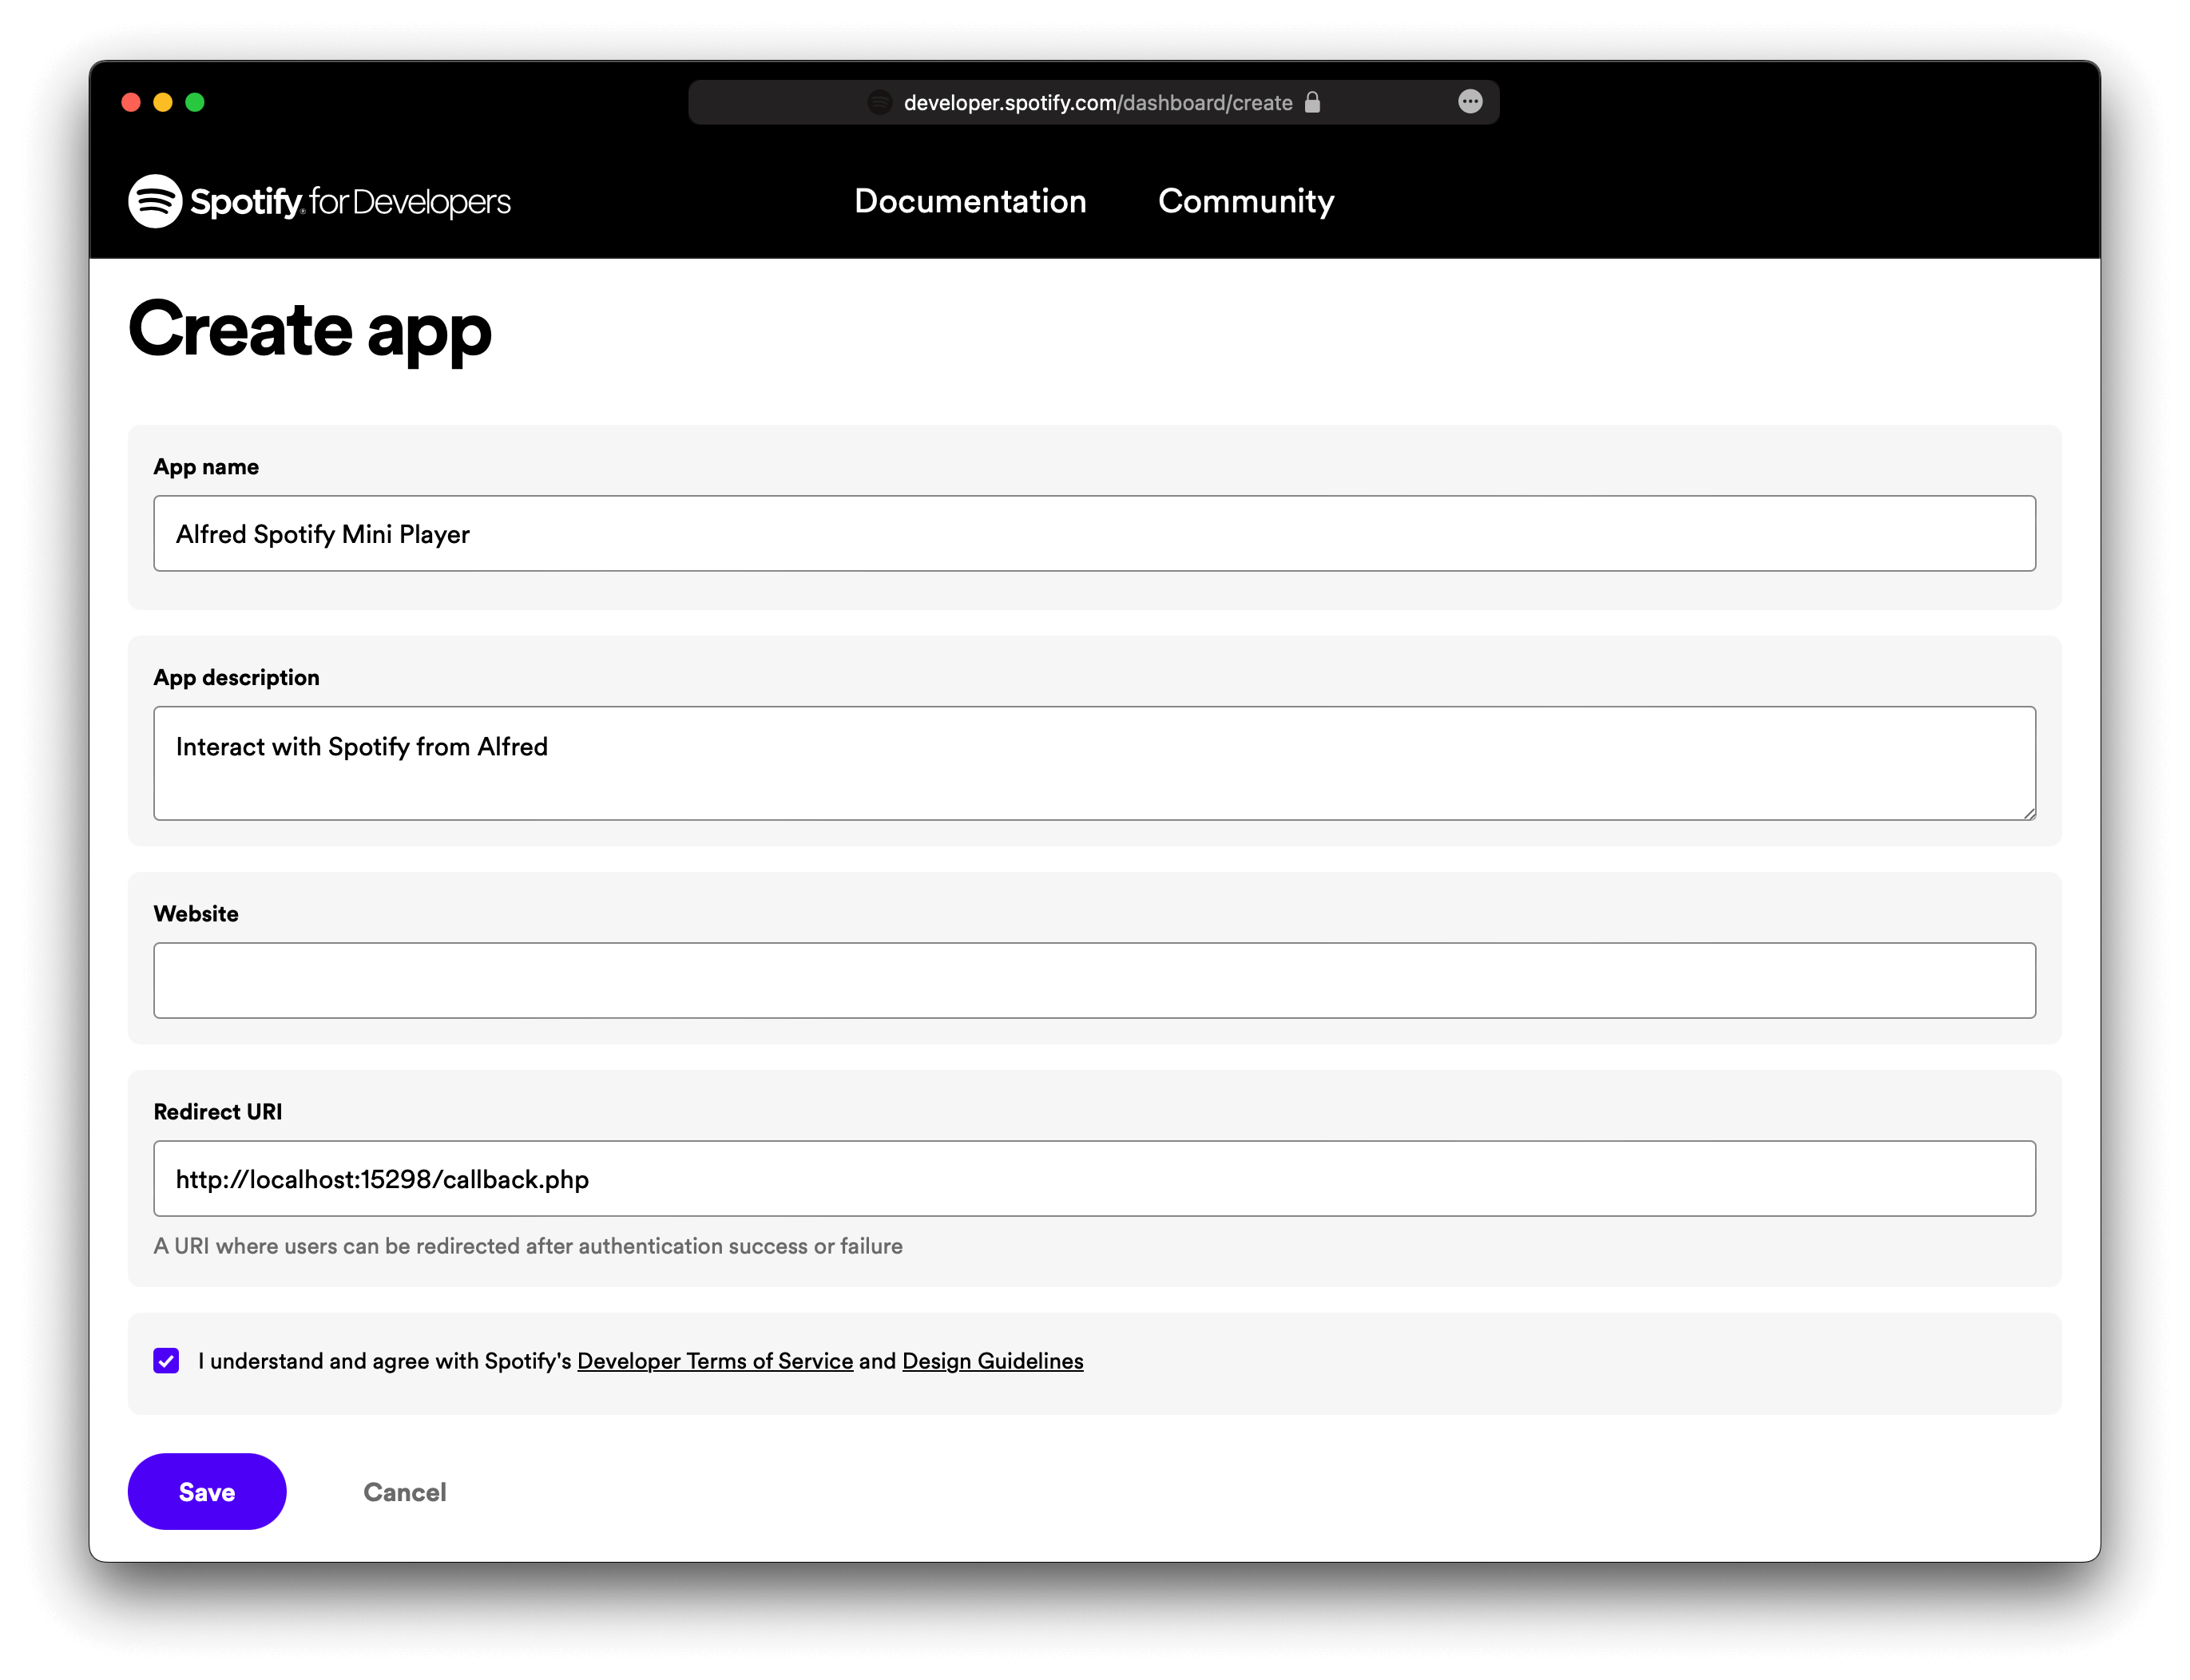 developer.spotify.com/dashboard/create
Spotify for Developers
Documentation
Community
Create app
App name
Alfred Spotify Mini Player
App description
Interact with Spotify from Alfred
Website
Redirect URI
http://localhost:15298/callback.php
A URI where users can be redirected after authentication success or failure
I understand and agree with Spotify's Developer Terms of Service and Design Guidelines
Save
Cancel